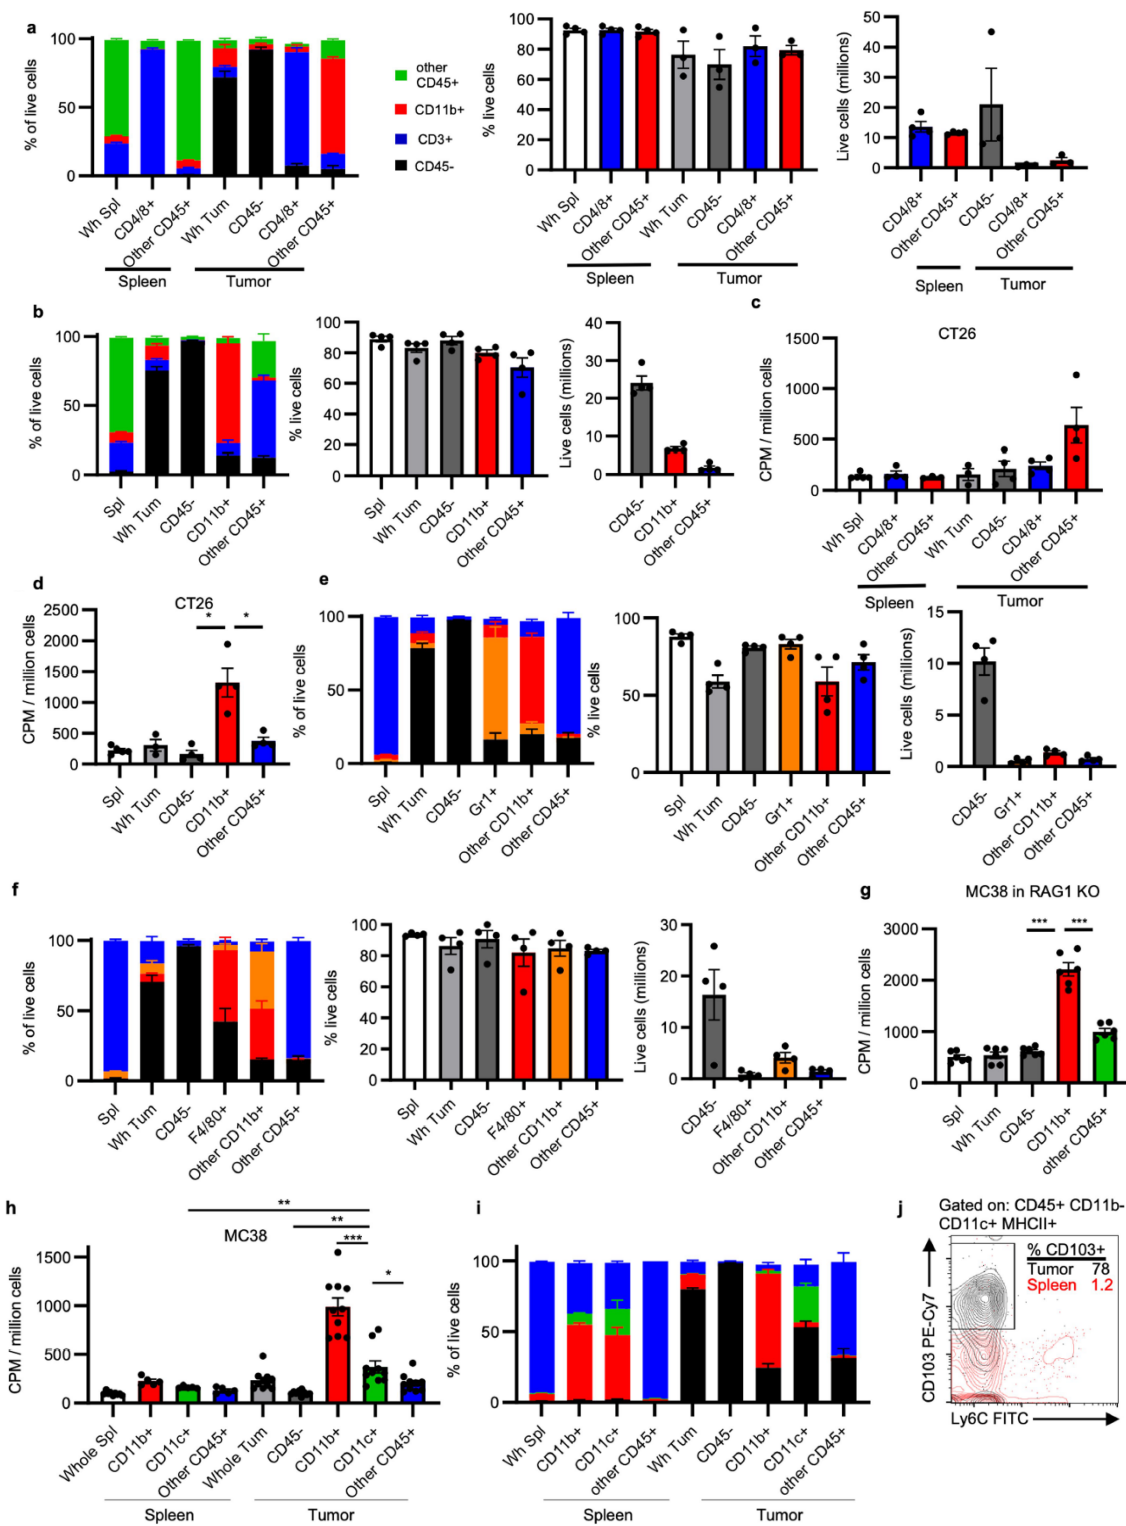 a
% of live cells
100
50
0
Wh Spl
CD4/8+
Other CD45+
Wh Tum
CD45-
CD4/8+
Other CD45+
Spleen
Tumor
other
CD45+
CD11b+
CD3+
CD45-
% live cells
100
80
60
40
20
0
Wh Spl
CD4/8+
Other CD45+
Wh Tum
CD45-
CD4/8+
Other CD45+
Spleen
Tumor
Live cells (millions)
50
40
30
20
10
0
CD4/8+
Other CD45+
CD45-
CD4/8+
Other CD45+
Spleen
Tumor
b
% of live cells
100
50
0
Spl
Wh Tum
CD45-
CD11b+
Other CD45+
% live cells
100
80
60
40
20
0
Spl
Wh Tum
CD45-
CD11b+
Other CD45+
Live cells (millions)
40
30
20
10
0
CD45-
CD11b+
Other CD45+
c
CT26
CPM / million cells
1500
1000
500
0
Wh Spl
CD4/8+
Other CD45+
Wh Tum
CD45-
CD4/8+
Other CD45+
Spleen
Tumor
d
CT26
CPM / million cells
2500
2000
1500
1000
500
0
* *
Spl
Wh Tum
CD45-
CD11b+
Other CD45+
e
% of live cells
100
50
0
Spl
Wh Tum
CD45-
Gr1+
Other CD11b+
Other CD45+
% live cells
100
50
0
Spl
Wh Tum
CD45-
Gr1+
Other CD11b+
Other CD45+
Live cells (millions)
15
10
5
0
CD45-
Gr1+
Other CD11b+
Other CD45+
f
% of live cells
100
50
0
Spl
Wh Tum
CD45-
F4/80+
Other CD11b+
Other CD45+
% live cells
100
80
60
40
20
0
Spl
Wh Tum
CD45-
F4/80+
Other CD11b+
Other CD45+
Live cells (millions)
30
20
10
0
CD45-
F4/80+
Other CD11b+
Other CD45+
g
MC38 in RAG1 KO
CPM / million cells
3000
2000
1000
0
*** ***
Spl
Wh Tum
CD45-
CD11b+
other CD45+
h
MC38
CPM / million cells
1500
1000
500
0
**
**
***
*
Whole Spl
CD11b+
CD11c+
Other CD45+
Whole Tum
CD45-
CD11b+
CD11c+
Other CD45+
Spleen
Tumor
i
% of live cells
100
50
0
Wh Spl
CD11b+
CD11c+
Other CD45+
Wh Tum
CD45-
CD11b+
CD11c+
other CD45+
Spleen
Tumor
j
Gated on: CD45+ CD11b-
CD11c+ MHCII+
% CD103+
Tumor 78
Spleen 1.2
CD103 PE-Cy7
Ly6C FITC